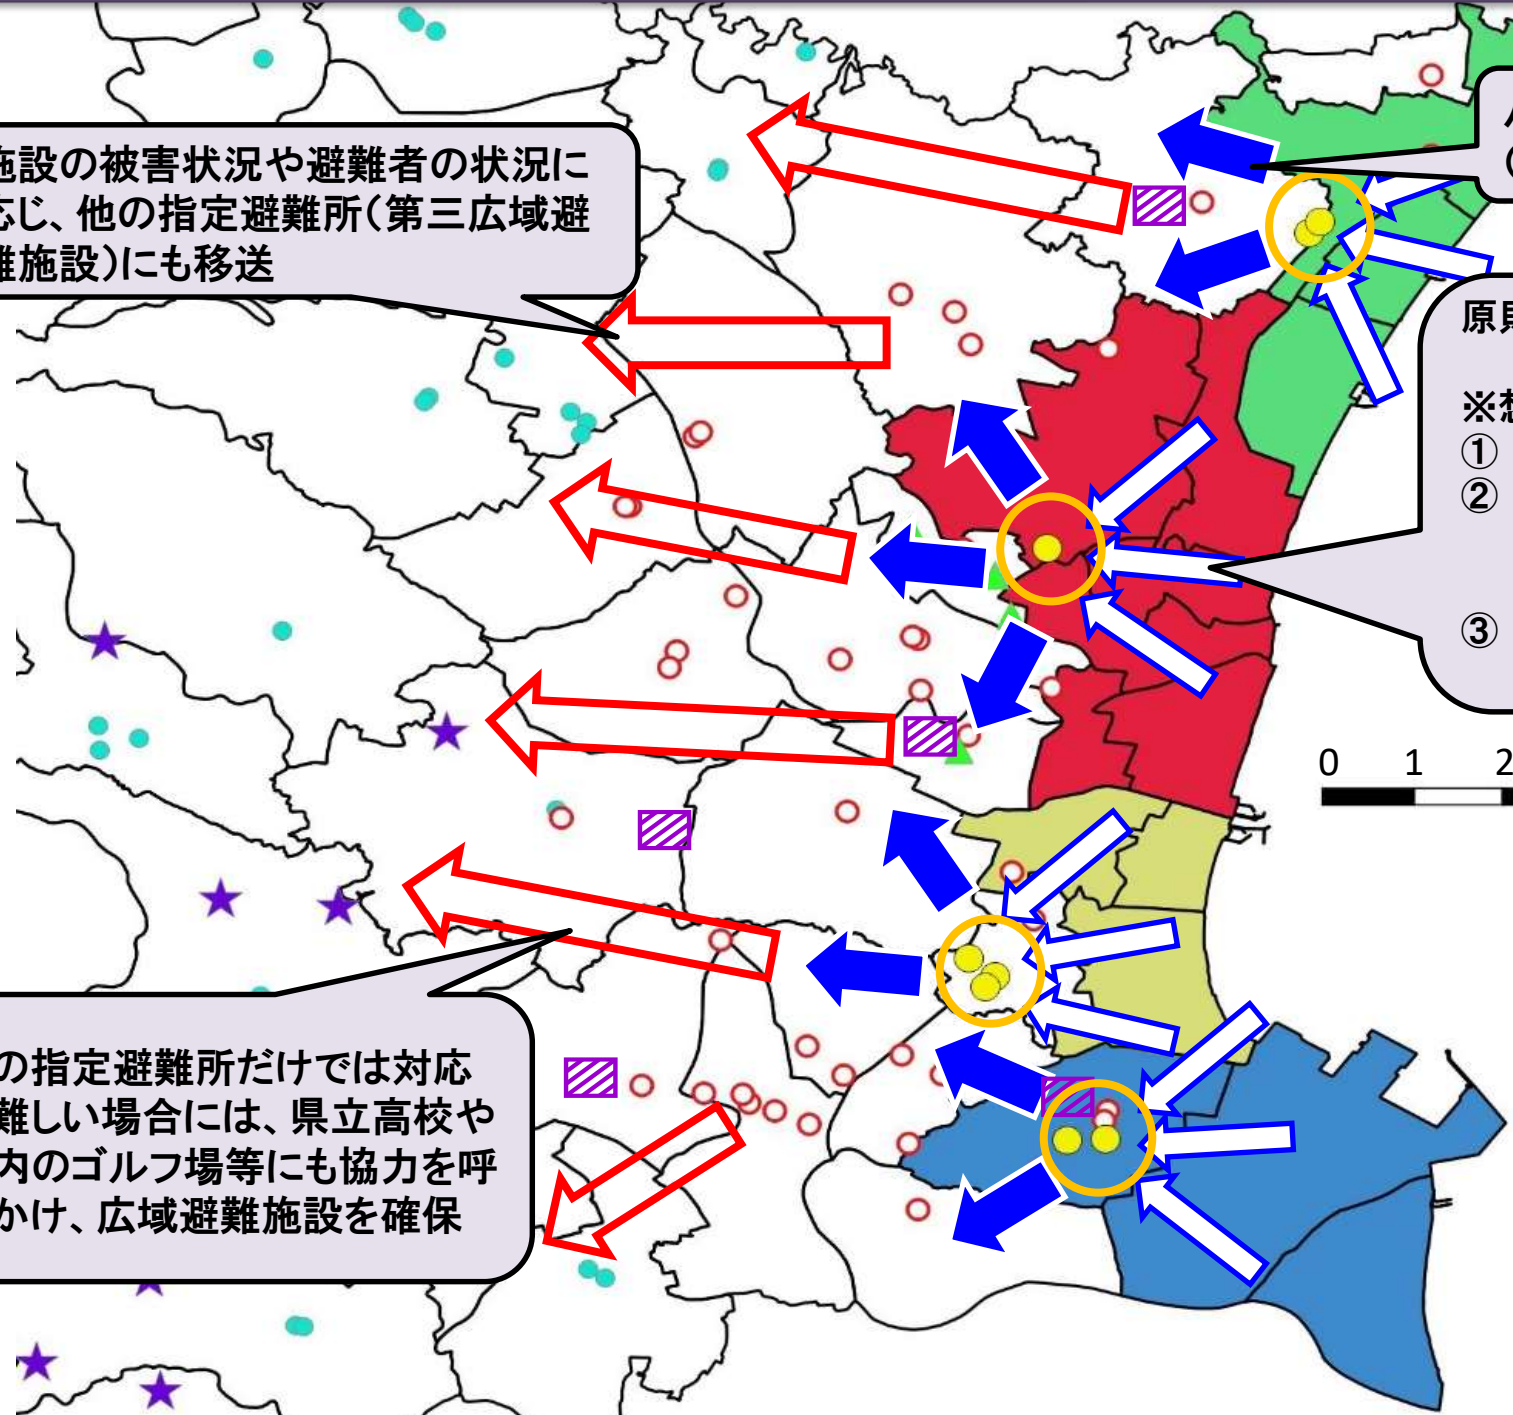 施設の被害状況や避難者の状況に
応じ、他の指定避難所（第三広域避
難施設）にも移送
原則
※想
①
②
③
0 1 2
の指定避難所だけでは対応
難しい場合には、県立高校や
内のゴルフ場等にも協力を呼
かけ、広域避難施設を確保